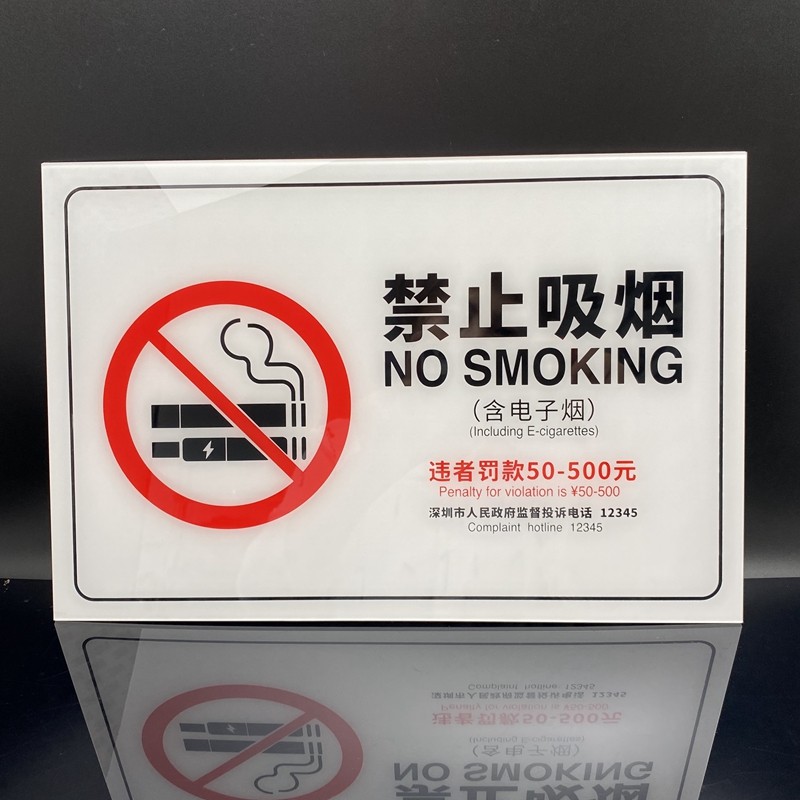 禁止吸烟
NO SMOKING
（含电子烟）
(Including E-cigarettes)
违者罚款50-500元
Penalty for violation is ¥50-500
深圳市人民政府监督投诉电话 12345
Complaint hotline 12345